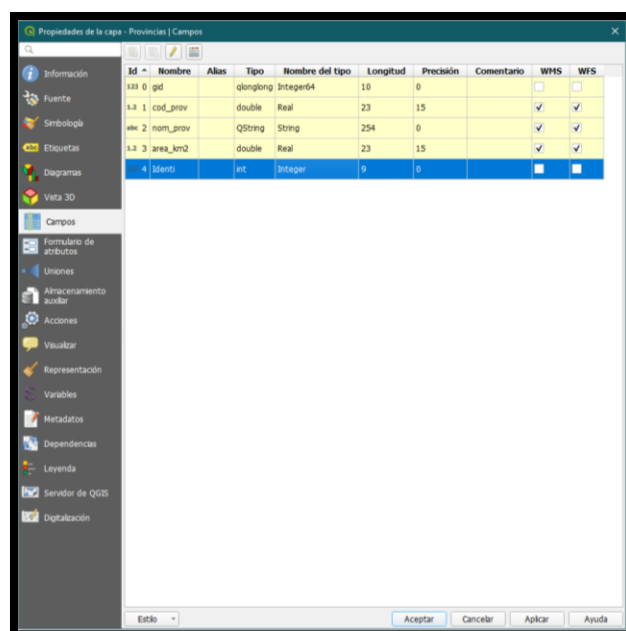 Propiedades de la capa - Provincias | Campos
Información
Fuente
Simbología
Etiquetas
Diagramas
Vista 3D
Campos
Formulario de
atributos
Uniones
Almacenamiento
auxiliar
Acciones
Visualizar
Representación
Variables
Metadatos
Dependencias
Leyenda
Servidor de QGIS
Digitalización
Id Nombre Alias Tipo Nombre del tipo Longitud Precisión Comentario WMS WFS
123 0 gid qlonglong Integer64 10 0
1.2 1 cod_prov double Real 23 15
abc 2 nom_prov QString String 254 0
1.2 3 area_km2 double Real 23 15
4 Identi int Integer 9 0
Estilo Aceptar Cancelar Aplicar Ayuda